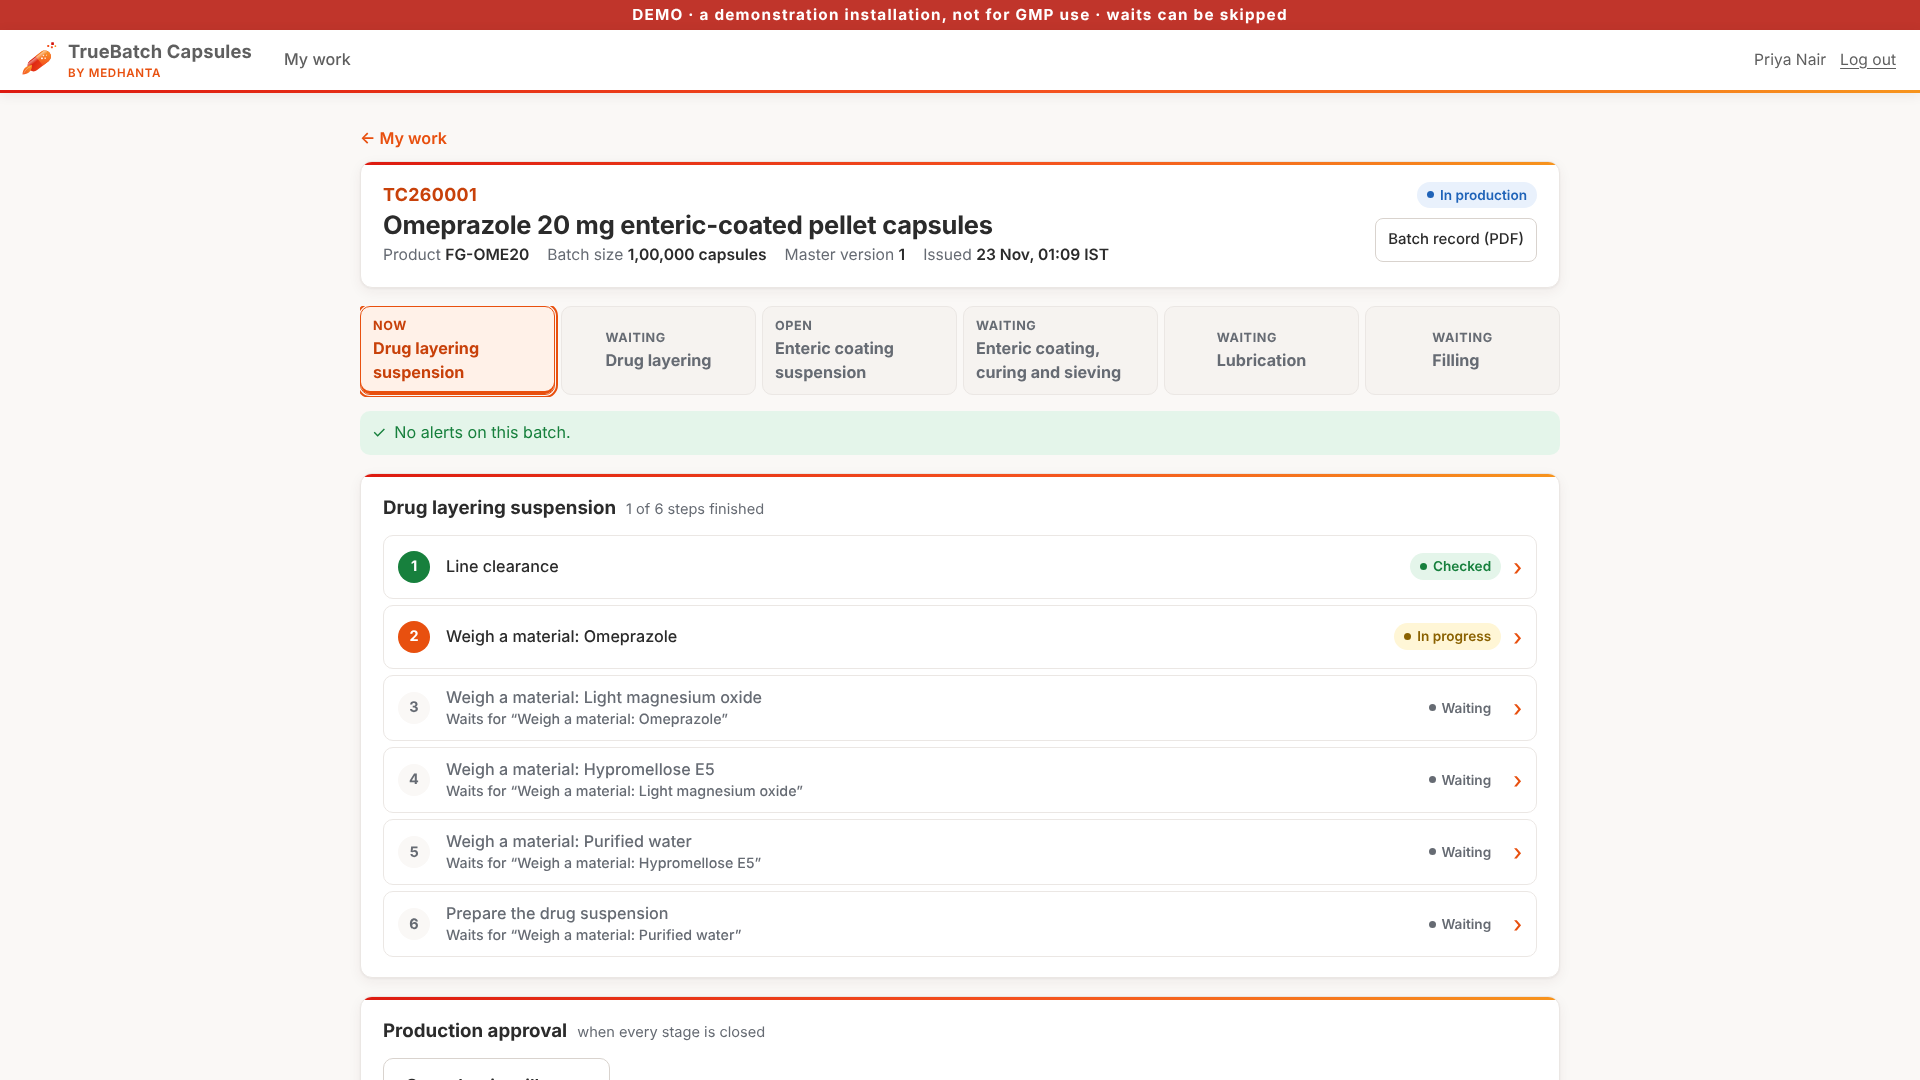 DEMO · a demonstration installation, not for GMP use · waits can be skipped
TrueBatch Capsules
BY MEDHANTA
My work
Priya Nair
Log out
← My work
TC260001
In production
Omeprazole 20 mg enteric-coated pellet capsules
Batch record (PDF)
Product FG-OME20 Batch size 1,00,000 capsules Master version 1 Issued 23 Nov, 01:09 IST
NOW
Drug layering
suspension
WAITING
Drug layering
OPEN
Enteric coating
suspension
WAITING
Enteric coating,
curing and sieving
WAITING
Lubrication
WAITING
Filling
✓ No alerts on this batch.
Drug layering suspension 1 of 6 steps finished
1 Line clearance Checked
2 Weigh a material: Omeprazole In progress
3 Weigh a material: Light magnesium oxide
Waits for “Weigh a material: Omeprazole” Waiting
4 Weigh a material: Hypromellose E5
Waits for “Weigh a material: Light magnesium oxide” Waiting
5 Weigh a material: Purified water
Waits for “Weigh a material: Hypromellose E5” Waiting
6 Prepare the drug suspension
Waits for “Weigh a material: Purified water” Waiting
Production approval when every stage is closed